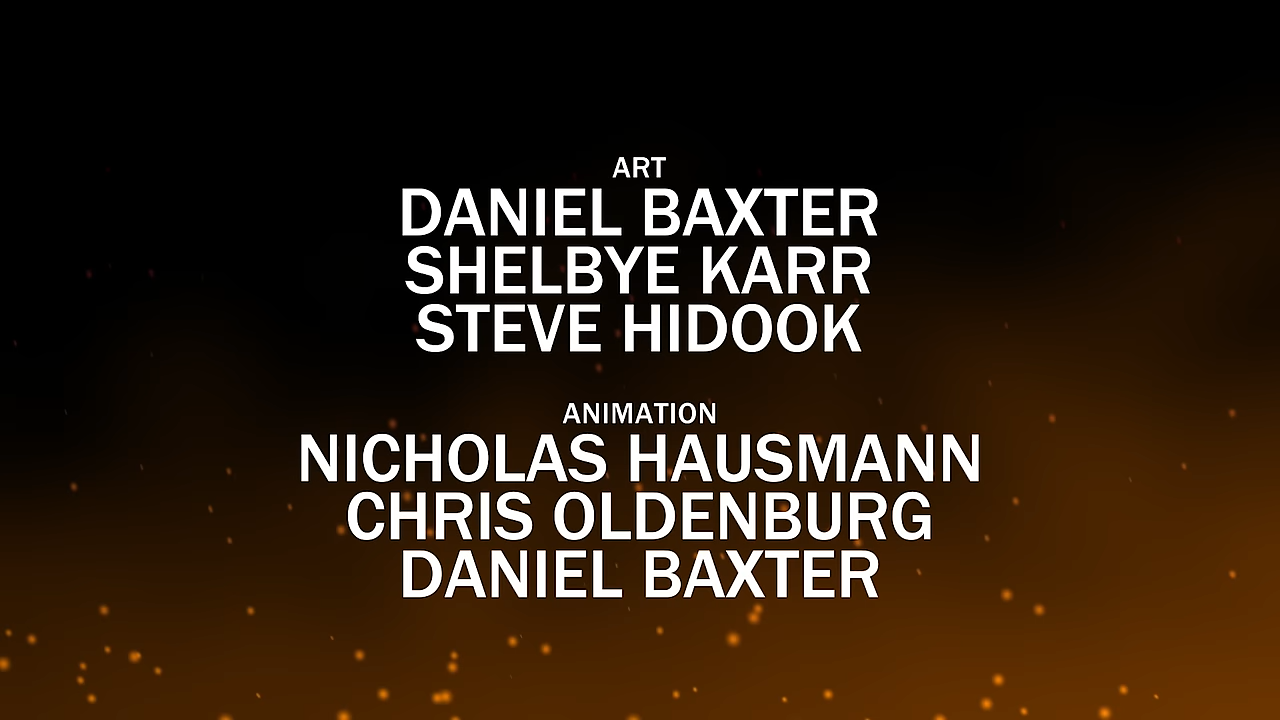 ART
DANIEL BAXTER
SHELBYE KARR
STEVE HIDOOK
ANIMATION
NICHOLAS HAUSMANN
CHRIS OLDENBURG
DANIEL BAXTER